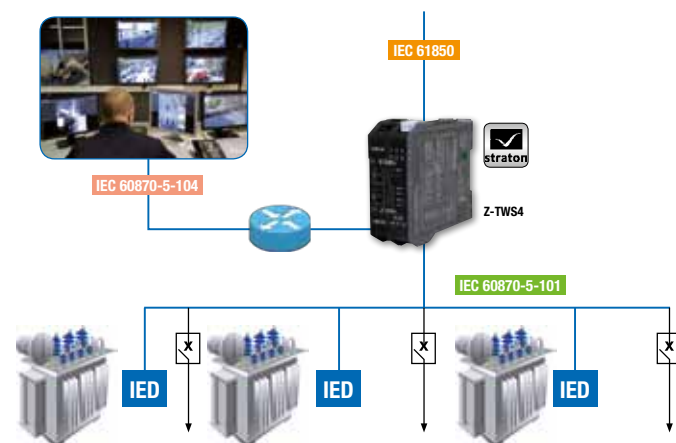 IEC 61850
straton
IEC 60870-5-104
Z-TWS4
IEC 60870-5-101
X
X
X
IED
IED
IED